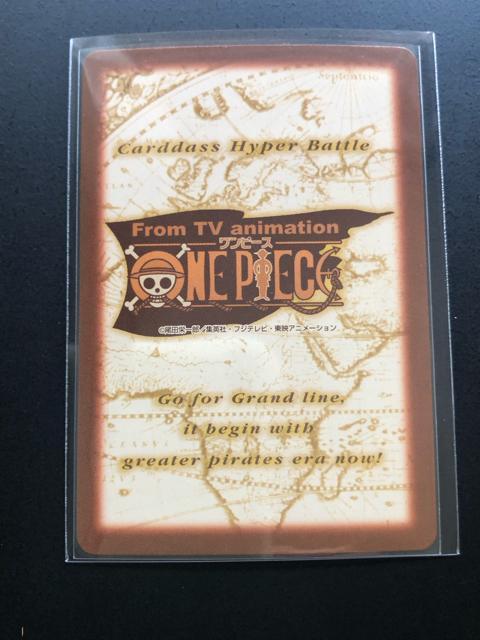 Septentrio
Carddass Hyper Battle
From TV animation
ワンピース
ONE PIECE
©尾田栄一郎/集英社・フジテレビ・東映アニメーション
Go for Grand line,
it begin with
greater pirates era now!